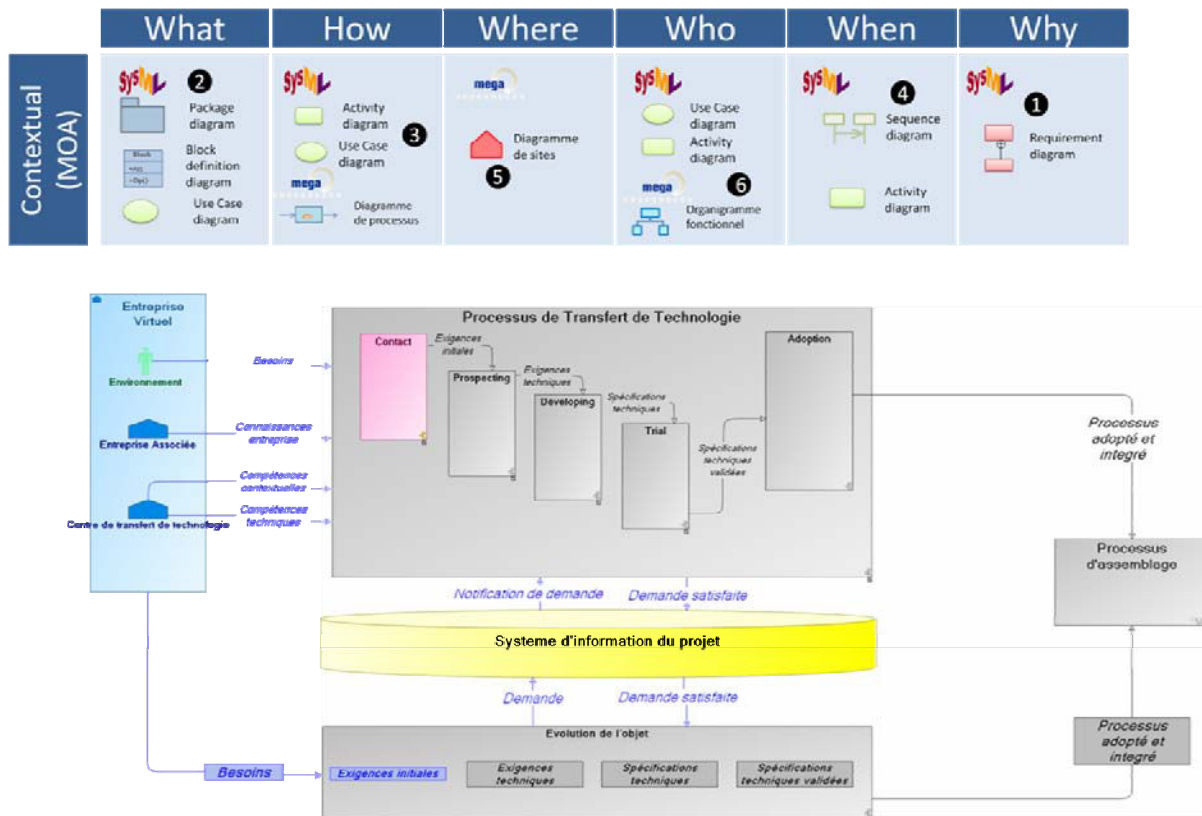 What
How
Where
Who
When
Why
Contextual
(MOA)
SysML
2
Package
diagram
Block
Block
definition
diagram
Use Case
diagram
SysML
Activity
diagram
3
Use Case
diagram
mega
Diagramme
de processus
mega
Diagramme
de sites
5
SysML
Use Case
diagram
Activity
diagram
mega
6
Organigramme
fonctionnel
SysML
4
Sequence
diagram
Activity
diagram
SysML
1
Requirement
diagram
Entreprise
Virtuel
Environnement
Entreprise Associée
Centre de transfert de technologie
Besoins
Connaissances
entreprise
Compétences
contextuelles
Compétences
techniques
Processus de Transfert de Technologie
Contact
Exigences
initiales
Prospecting
Exigences
techniques
Developing
Spécifications
techniques
Trial
Spécifications
techniques
validées
Adoption
Processus
adopté et
integré
Processus
d'assemblage
Notification de demande
Demande satisfaite
Systeme d'information du projet
Demande
Demande satisfaite
Evolution de l'objet
Besoins
Exigences initiales
Exigences
techniques
Spécifications
techniques
Spécifications
techniques validées
Processus
adopté et
integré